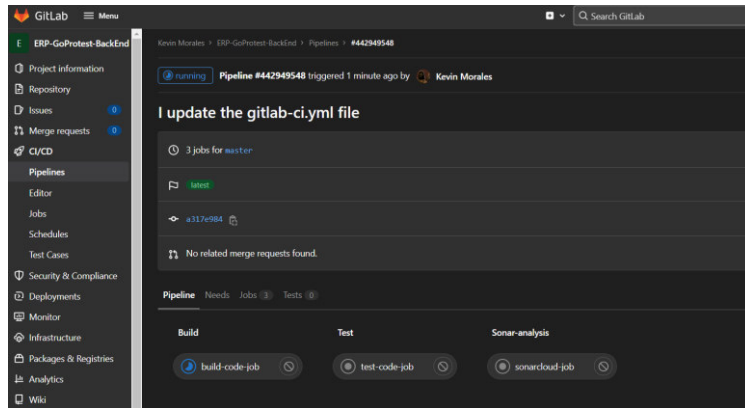 GitLab Menu Search GitLab
E ERP-GoProtest-BackEnd
Kevin Morales > ERP-GoProtest-BackEnd > Pipelines > #442949548
Project information
Repository
Issues 0
Merge requests 0
CI/CD
Pipelines
Editor
Jobs
Schedules
Test Cases
Security & Compliance
Deployments
Monitor
Infrastructure
Packages & Registries
Analytics
Wiki
running Pipeline #442949548 triggered 1 minute ago by Kevin Morales
I update the gitlab-ci.yml file
3 jobs for master
latest
a317e984
No related merge requests found.
Pipeline Needs Jobs 3 Tests 0
Build Test Sonar-analysis
build-code-job test-code-job sonarcloud-job